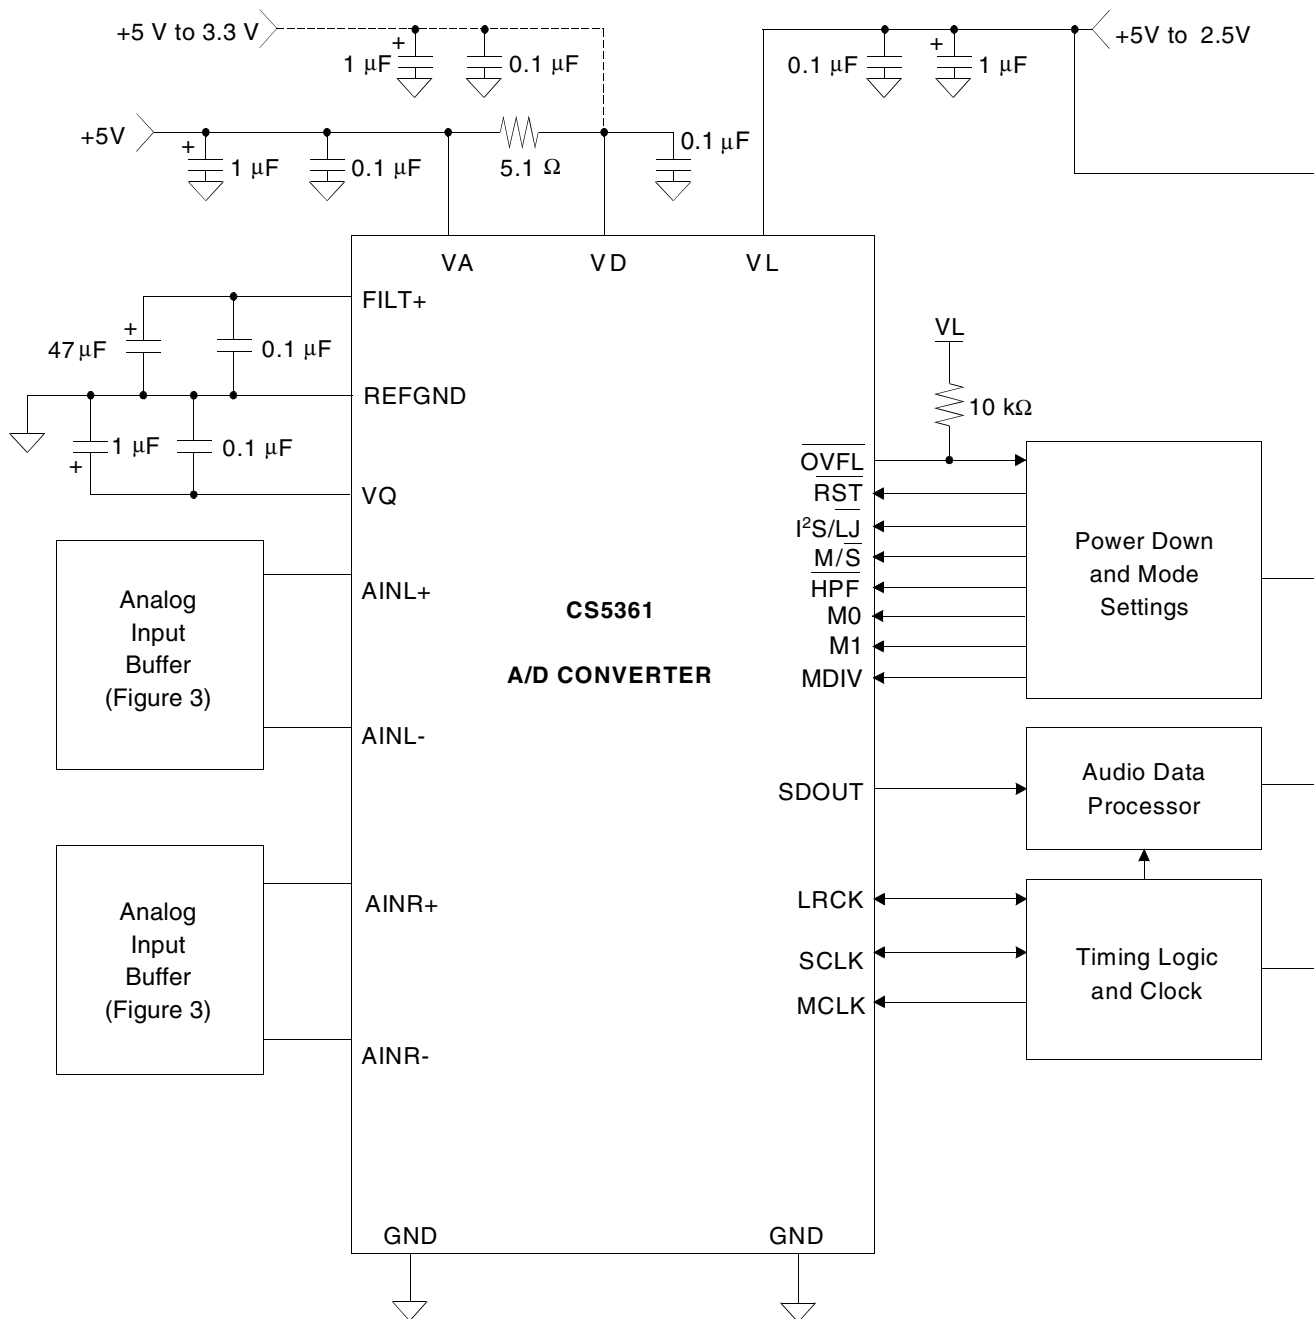 +5 V to 3.3 V
1 µF
0.1 µF
0.1 µF
+
1 µF
+5V to 2.5V
+
+5V
+
1 µF
0.1 µF
5.1 Ω
0.1 µF
VA
VD
VL
FILT+
+
47 µF
0.1 µF
REFGND
1 µF
+
0.1 µF
VQ
VL
10 kΩ
OVFL
RST
I²S/LJ
M/S
HPF
M0
M1
MDIV
Power Down
and Mode
Settings
Analog
Input
Buffer
(Figure 3)
AINL+
AINL-
CS5361
A/D CONVERTER
SDOUT
Audio Data
Processor
Analog
Input
Buffer
(Figure 3)
AINR+
AINR-
LRCK
SCLK
MCLK
Timing Logic
and Clock
GND
GND